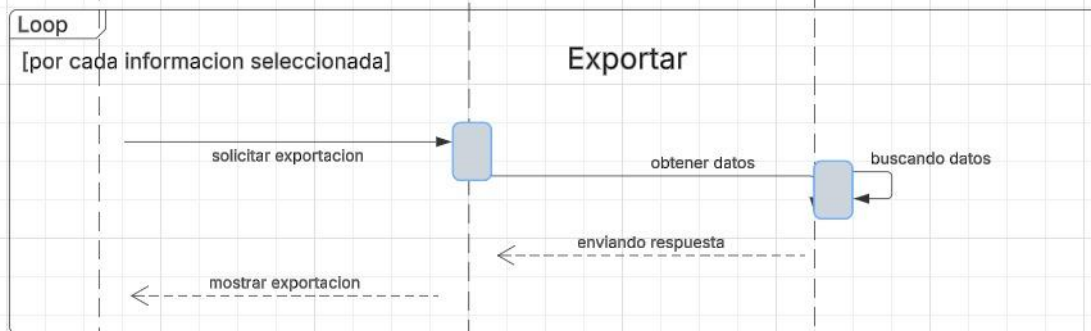 Loop
[por cada informacion seleccionada]
Exportar
solicitar exportacion
obtener datos
buscando datos
enviando respuesta
mostrar exportacion